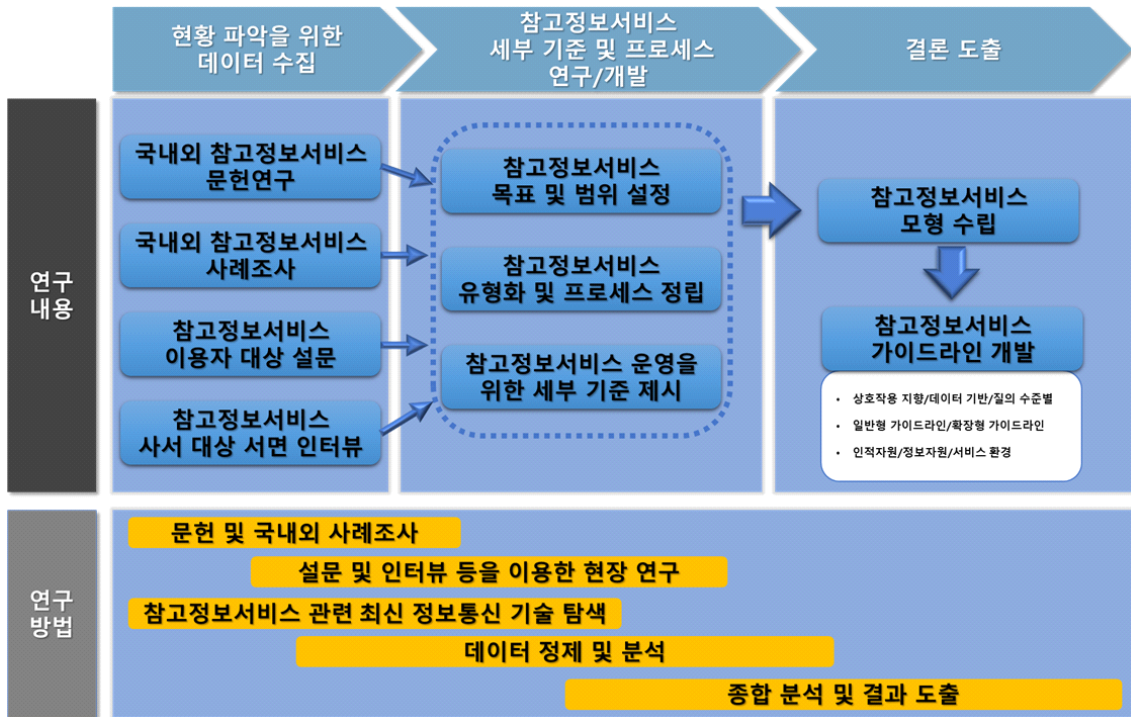 현황 파악을 위한
데이터 수집
참고정보서비스
세부 기준 및 프로세스
연구/개발
결론 도출
연구
내용
국내외 참고정보서비스
문헌연구
국내외 참고정보서비스
사례조사
참고정보서비스
이용자 대상 설문
참고정보서비스
사서 대상 서면 인터뷰
참고정보서비스
목표 및 범위 설정
참고정보서비스
유형화 및 프로세스 정립
참고정보서비스 운영을
위한 세부 기준 제시
참고정보서비스
모형 수립
참고정보서비스
가이드라인 개발
• 상호작용 지향/데이터 기반/질의 수준별
• 일반형 가이드라인/확장형 가이드라인
• 인적자원/정보자원/서비스 환경
연구
방법
문헌 및 국내외 사례조사
설문 및 인터뷰 등을 이용한 현장 연구
참고정보서비스 관련 최신 정보통신 기술 탐색
데이터 정제 및 분석
종합 분석 및 결과 도출